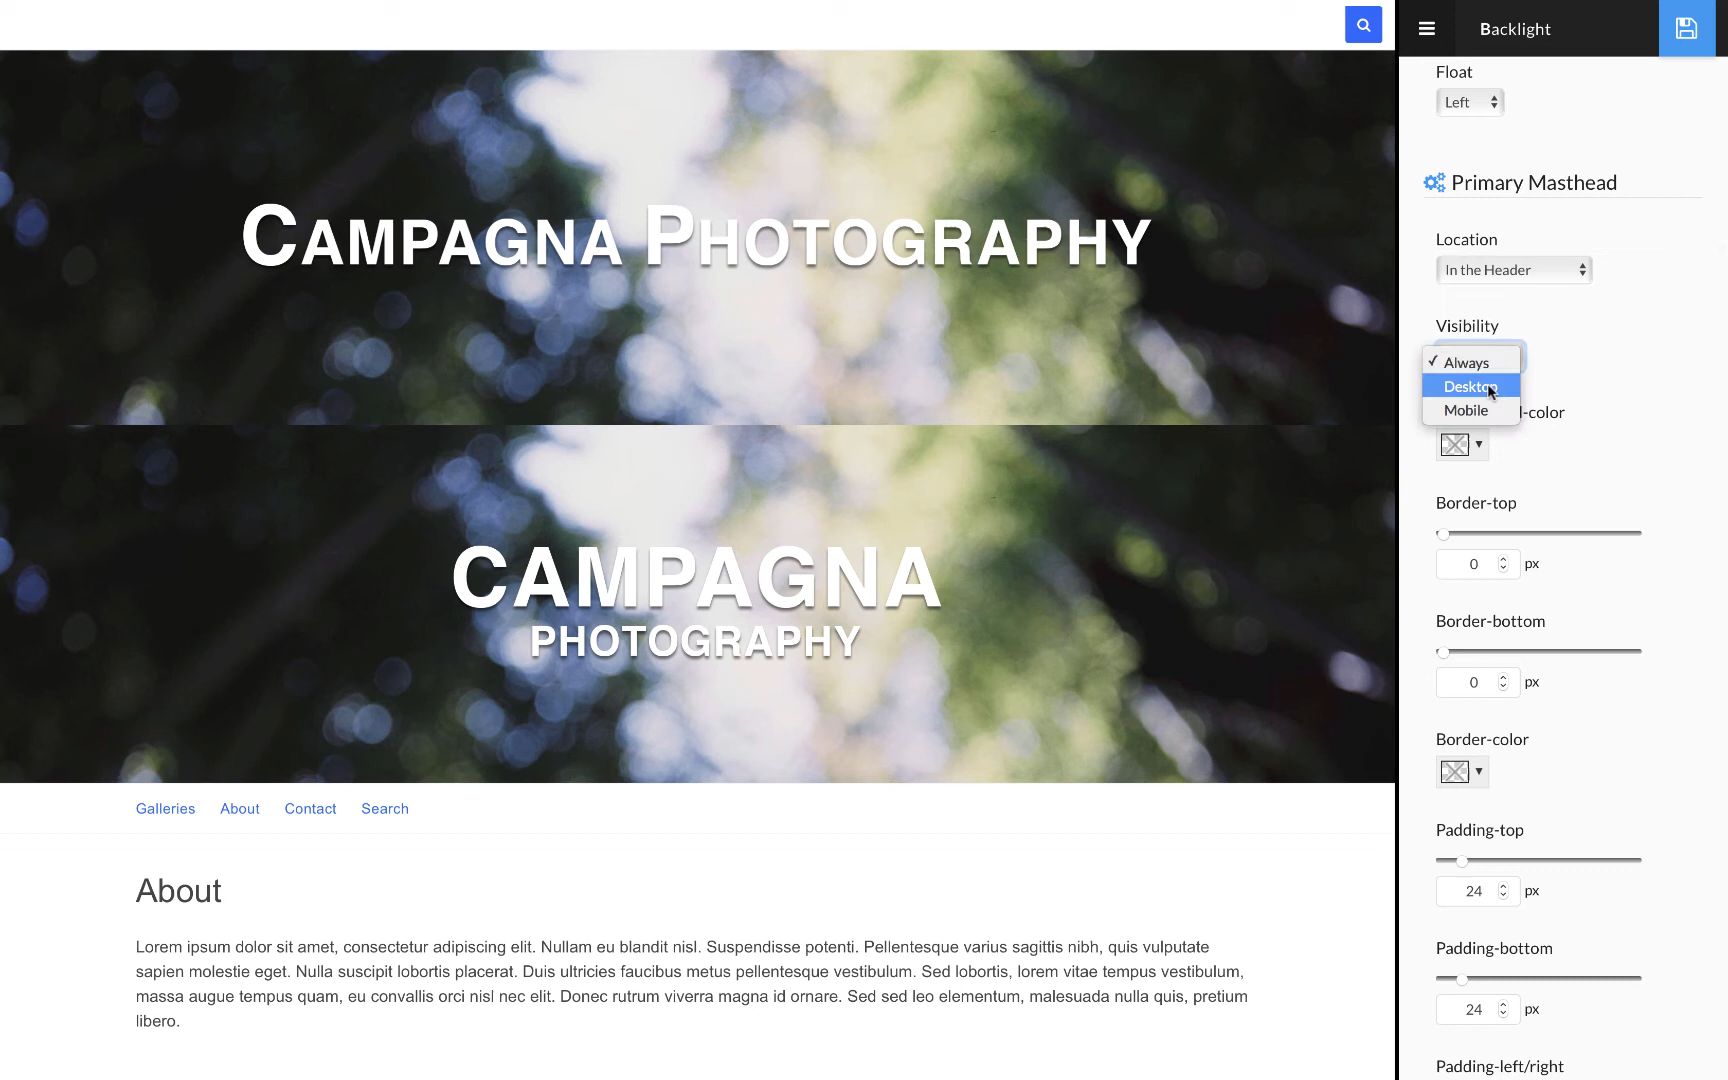 Backlight
Float
Left
Primary Masthead
Location
In the Header
Visibility
✓ Always
Desktop
Mobile
-color
Border-top
0 px
Border-bottom
0 px
Border-color
Padding-top
24 px
Padding-bottom
24 px
Padding-left/right
CAMPAGNA PHOTOGRAPHY
CAMPAGNA
PHOTOGRAPHY
Galleries About Contact Search
About
Lorem ipsum dolor sit amet, consectetur adipiscing elit. Nullam eu blandit nisl. Suspendisse potenti. Pellentesque varius sagittis nibh, quis vulputate
sapien molestie eget. Nulla suscipit lobortis placerat. Duis ultricies faucibus metus pellentesque vestibulum. Sed lobortis, lorem vitae tempus vestibulum,
massa augue tempus quam, eu convallis orci nisl nec elit. Donec rutrum viverra magna id ornare. Sed sed leo elementum, malesuada nulla quis, pretium
libero.